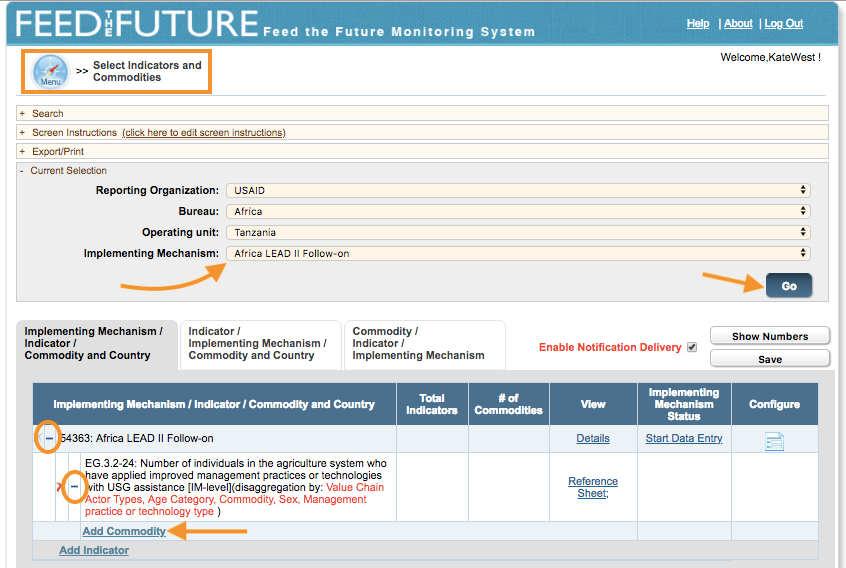 FEED THE FUTURE Feed the Future Monitoring System
Help | About | Log Out
Welcome,KateWest !
Menu >> Select Indicators and
Commodities
+ Search
+ Screen Instructions (click here to edit screen instructions)
+ Export/Print
- Current Selection
Reporting Organization: USAID
Bureau: Africa
Operating unit: Tanzania
Implementing Mechanism: Africa LEAD II Follow-on
Go
Implementing Mechanism /
Indicator /
Commodity and Country
Indicator /
Implementing Mechanism /
Commodity and Country
Commodity /
Indicator /
Implementing Mechanism
Enable Notification Delivery
Show Numbers
Save
Implementing Mechanism / Indicator / Commodity and Country
Total
Indicators
# of
Commodities
View
Implementing
Mechanism
Status
Configure
54363: Africa LEAD II Follow-on
Details
Start Data Entry
EG.3.2-24: Number of individuals in the agriculture system who
have applied improved management practices or technologies
with USG assistance [IM-level](disaggregation by: Value Chain
Actor Types, Age Category, Commodity, Sex, Management
practice or technology type )
Reference
Sheet;
Add Commodity
Add Indicator